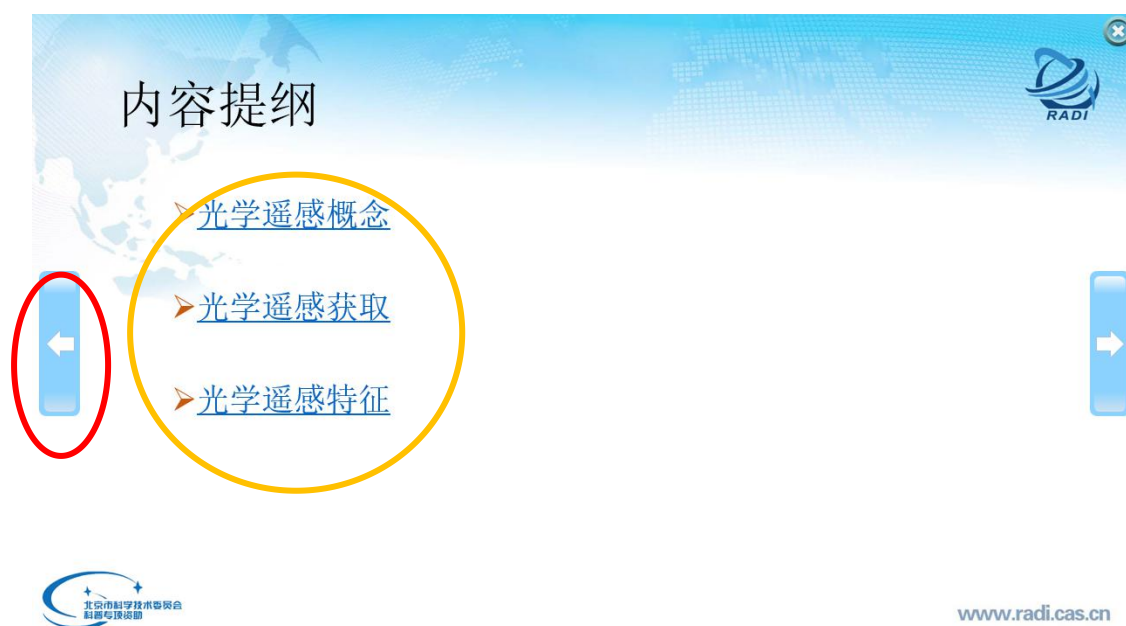 内容提纲
RADI
➢光学遥感概念
➢光学遥感获取
➢光学遥感特征
北京市科学技术委员会
科普专项资助
www.radi.cas.cn